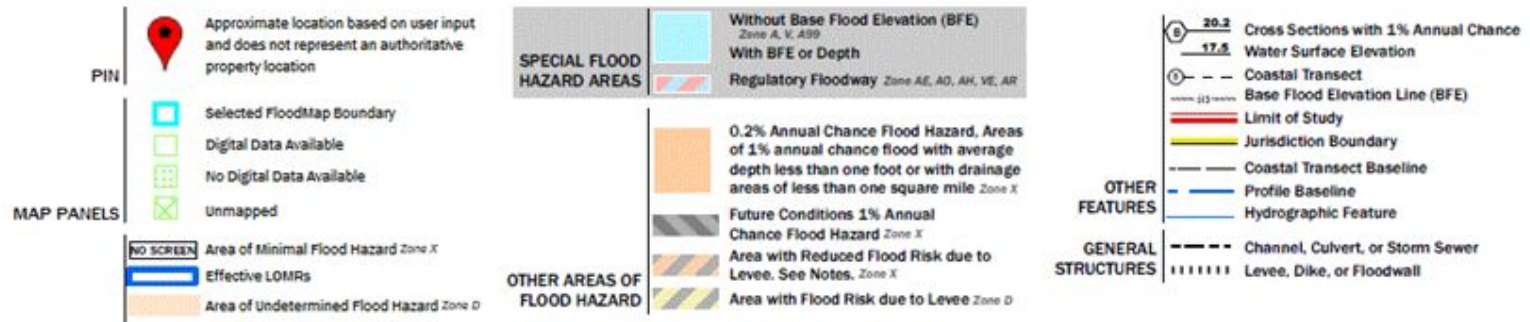 Approximate location based on user input
and does not represent an authoritative
property location
PIN
Selected FloodMap Boundary
Digital Data Available
No Digital Data Available
Unmapped
MAP PANELS
NO SCREEN Area of Minimal Flood Hazard Zone X
Effective LOMRs
Area of Undetermined Flood Hazard Zone D
Without Base Flood Elevation (BFE)
Zone A, V, A99
With BFE or Depth
SPECIAL FLOOD
HAZARD AREAS
Regulatory Floodway Zone AE, AO, AH, VE, AR
0.2% Annual Chance Flood Hazard, Areas
of 1% annual chance flood with average
depth less than one foot or with drainage
areas of less than one square mile Zone X
Future Conditions 1% Annual
Chance Flood Hazard Zone X
Area with Reduced Flood Risk due to
Levee. See Notes. Zone X
OTHER AREAS OF
FLOOD HAZARD
Area with Flood Risk due to Levee Zone D
B 20.2 Cross Sections with 1% Annual Chance
17.5 Water Surface Elevation
Coastal Transect
513 Base Flood Elevation Line (BFE)
Limit of Study
Jurisdiction Boundary
Coastal Transect Baseline
OTHER
FEATURES
Profile Baseline
Hydrographic Feature
GENERAL
STRUCTURES
Channel, Culvert, or Storm Sewer
Levee, Dike, or Floodwall